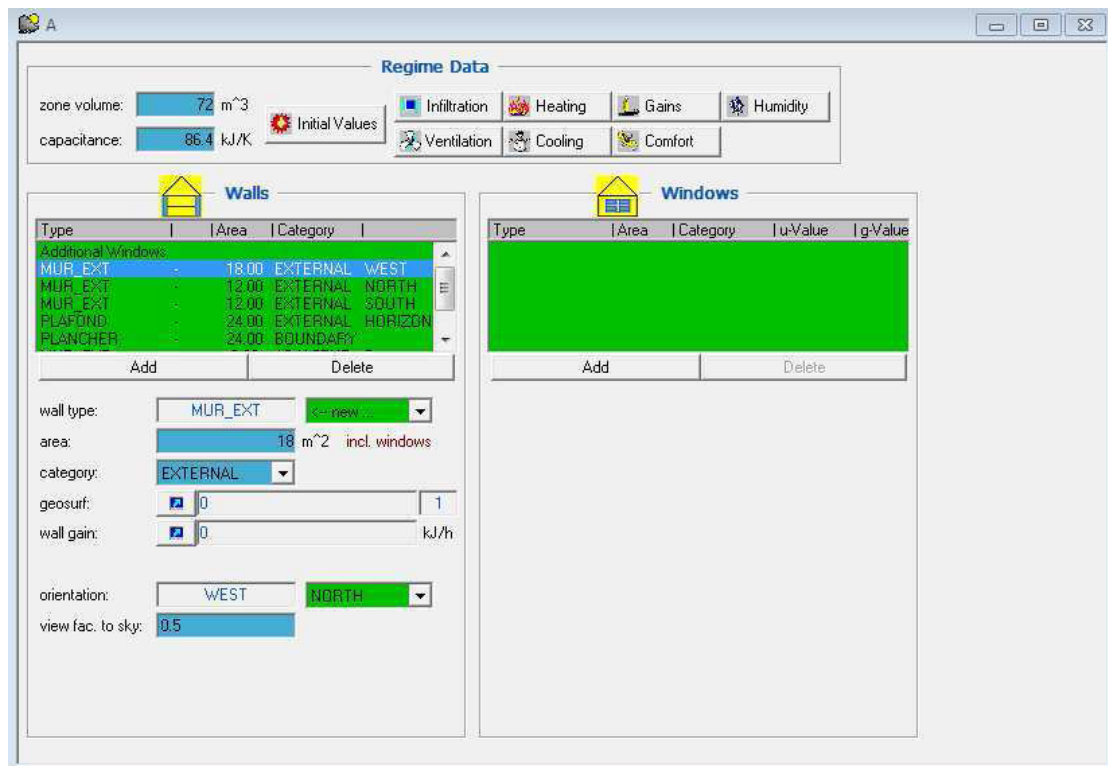 A
Regime Data
zone volume: 72 m^3
capacitance: 86.4 kJ/K
Initial Values
Infiltration Heating Gains Humidity
Ventilation Cooling Comfort
Walls
Type | | Area | Category |
Additional Windows:
MUR_EXT - 18.00 EXTERNAL WEST
MUR_EXT - 12.00 EXTERNAL NORTH
MUR_EXT - 12.00 EXTERNAL SOUTH
PLAFOND - 24.00 EXTERNAL HORIZON
PLANCHER - 24.00 BOUNDARY
Add Delete
wall type: MUR_EXT <-- new ...
area: 18 m^2 incl. windows
category: EXTERNAL
geosurf: 0 1
wall gain: 0 kJ/h
orientation: WEST NORTH
view fac. to sky: 0.5
Windows
Type | Area | Category | u-Value | g-Value
Add Delete